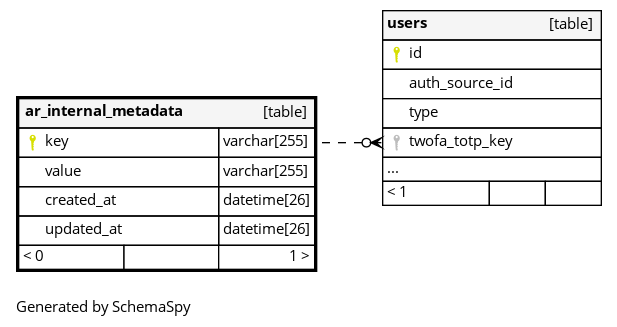 users [table]
id
auth_source_id
type
twofa_totp_key
...
< 1
ar_internal_metadata [table]
key varchar[255]
value varchar[255]
created_at datetime[26]
updated_at datetime[26]
< 0 1 >
Generated by SchemaSpy